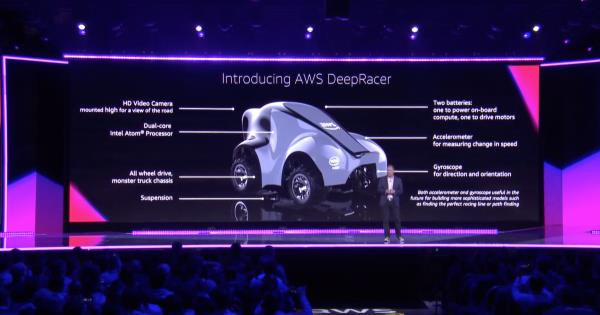 Introducing AWS DeepRacer
HD Video Camera
mounted high for a view of the road
Dual-core
Intel Atom® Processor
All wheel drive,
monster truck chassis
Suspension
Two batteries:
one to power on-board
compute, one to drive motors
Accelerometer
for measuring change in speed
Gyroscope
for direction and orientation
Both accelerometer and gyroscope useful in the
future for building more sophisticated models such
as finding the perfect racing line or path finding
aws
intel
aws